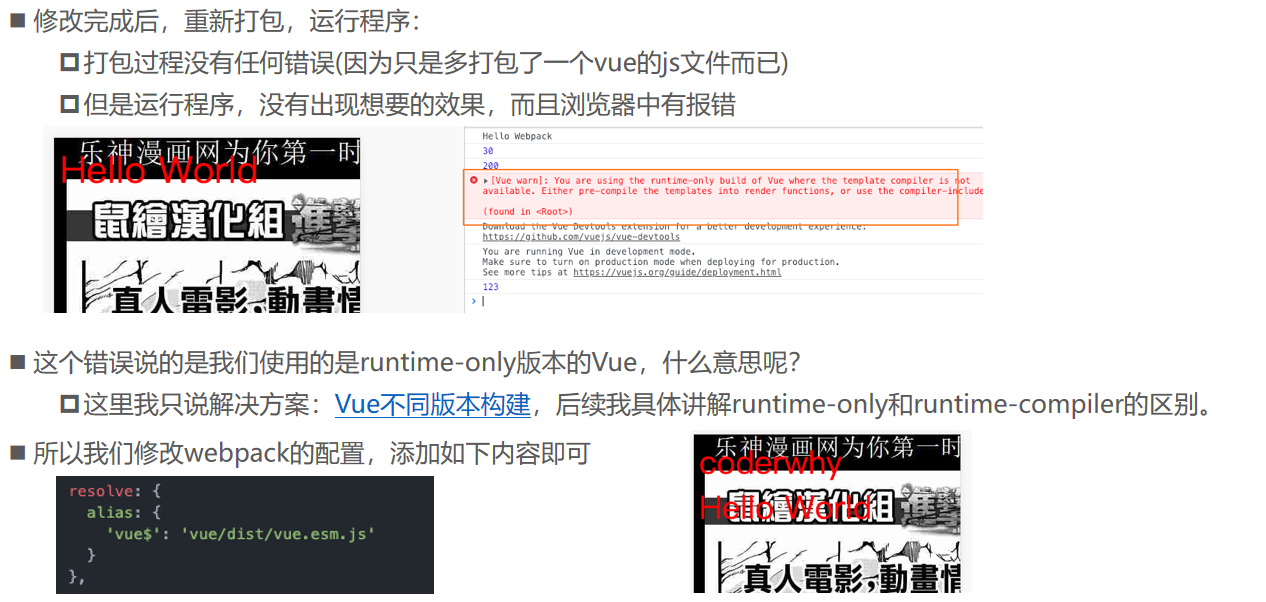 修改完成后，重新打包，运行程序：
打包过程没有任何错误(因为只是多打包了一个vue的js文件而已)
但是运行程序，没有出现想要的效果，而且浏览器中有报错
乐神漫画网为你第一时
Hello World
鼠繪漢化組 進擊
真人電影,動畫情
Hello Webpack
30
200
[Vue warn]: You are using the runtime-only build of Vue where the template compiler is not
available. Either pre-compile the templates into render functions, or use the compiler-include
(found in <Root>)
Download the Vue Devtools extension for a better development experience:
https://github.com/vuejs/vue-devtools
You are running Vue in development mode.
Make sure to turn on production mode when deploying for production.
See more tips at https://vuejs.org/guide/deployment.html
123
这个错误说的是我们使用的是runtime-only版本的Vue，什么意思呢？
这里我只说解决方案：Vue不同版本构建，后续我具体讲解runtime-only和runtime-compiler的区别。
所以我们修改webpack的配置，添加如下内容即可
resolve: {
alias: {
'vue$': 'vue/dist/vue.esm.js'
}
},
乐神漫画网为你第一时
coderwhy
Hello World
鼠繪漢化組
真人電影,動畫情